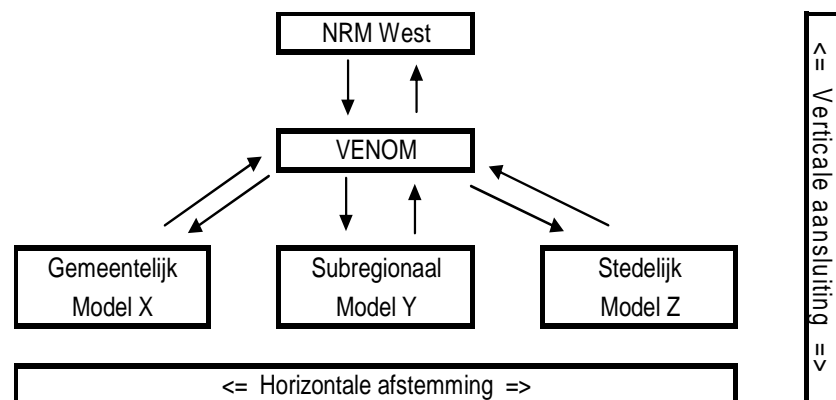 NRM West
VENOM
Gemeentelijk
Model X
Subregionaal
Model Y
Stedelijk
Model Z
<= Horizontale afstemming =>
<= Verticale aansluiting =>